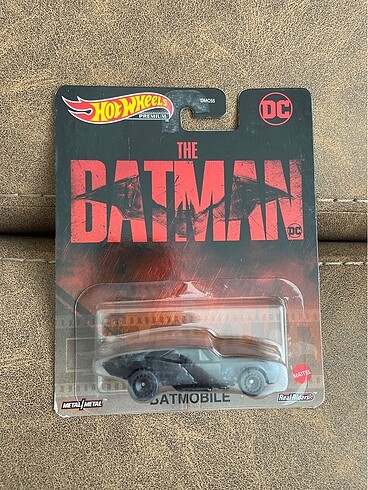 HOT WHEELS
PREMIUM
DMC55
DC
THE
BATMAN
DC
BATMOBILE
METAL/METAL
MATTEL
Real Riders